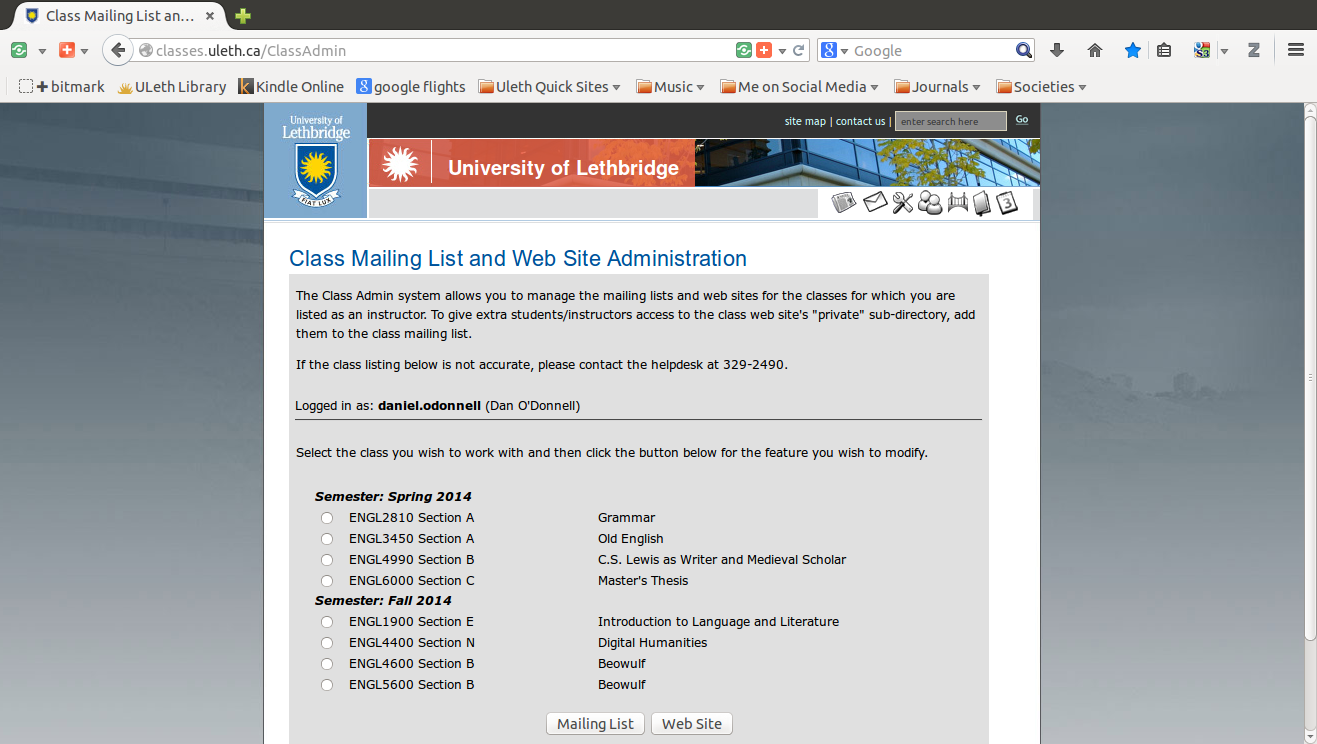 Class Mailing List an...
classes.uleth.ca/ClassAdmin
8 Google
S3
Z
bitmark ULeth Library k Kindle Online 8 google flights Uleth Quick Sites Music Me on Social Media Journals Societies
University of
Lethbridge
FIAT LUX
site map | contact us | enter search here Go
University of Lethbridge
3
Class Mailing List and Web Site Administration
The Class Admin system allows you to manage the mailing lists and web sites for the classes for which you are
listed as an instructor. To give extra students/instructors access to the class web site's "private" sub-directory, add
them to the class mailing list.
If the class listing below is not accurate, please contact the helpdesk at 329-2490.
Logged in as: daniel.odonnell (Dan O'Donnell)
Select the class you wish to work with and then click the button below for the feature you wish to modify.
Semester: Spring 2014
ENGL2810 Section A Grammar
ENGL3450 Section A Old English
ENGL4990 Section B C.S. Lewis as Writer and Medieval Scholar
ENGL6000 Section C Master's Thesis
Semester: Fall 2014
ENGL1900 Section E Introduction to Language and Literature
ENGL4400 Section N Digital Humanities
ENGL4600 Section B Beowulf
ENGL5600 Section B Beowulf
Mailing List Web Site